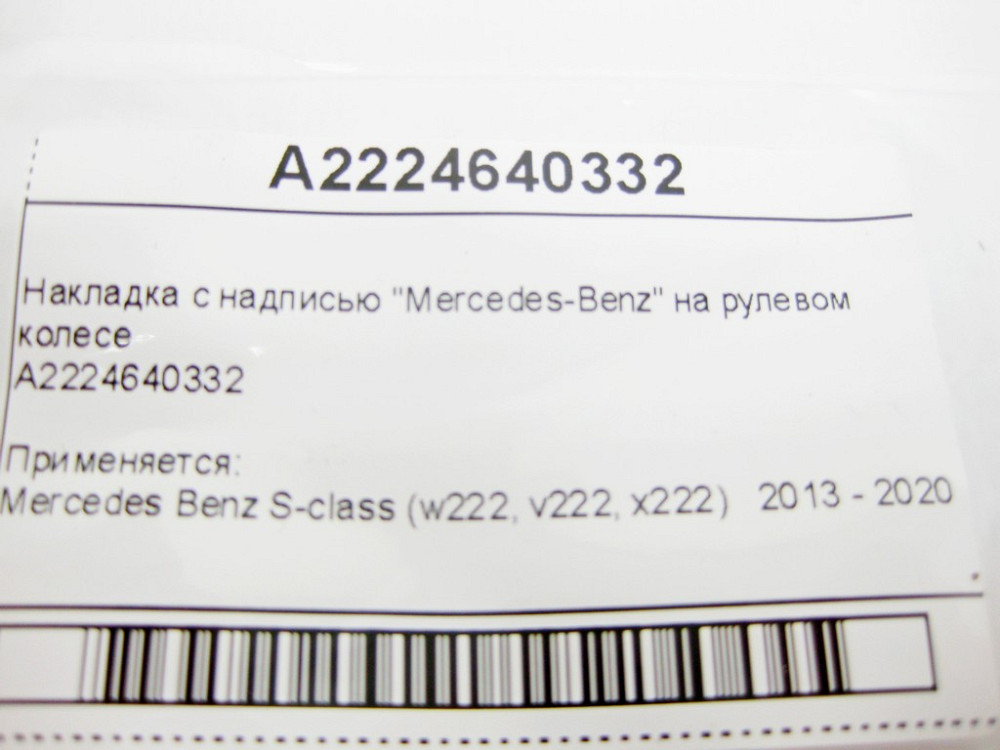 A2224640332
Накладка с надписью "Mercedes-Benz" на рулевом
колесе
A2224640332
Применяется:
Mercedes Benz S-class (w222, v222, x222) 2013 - 2020